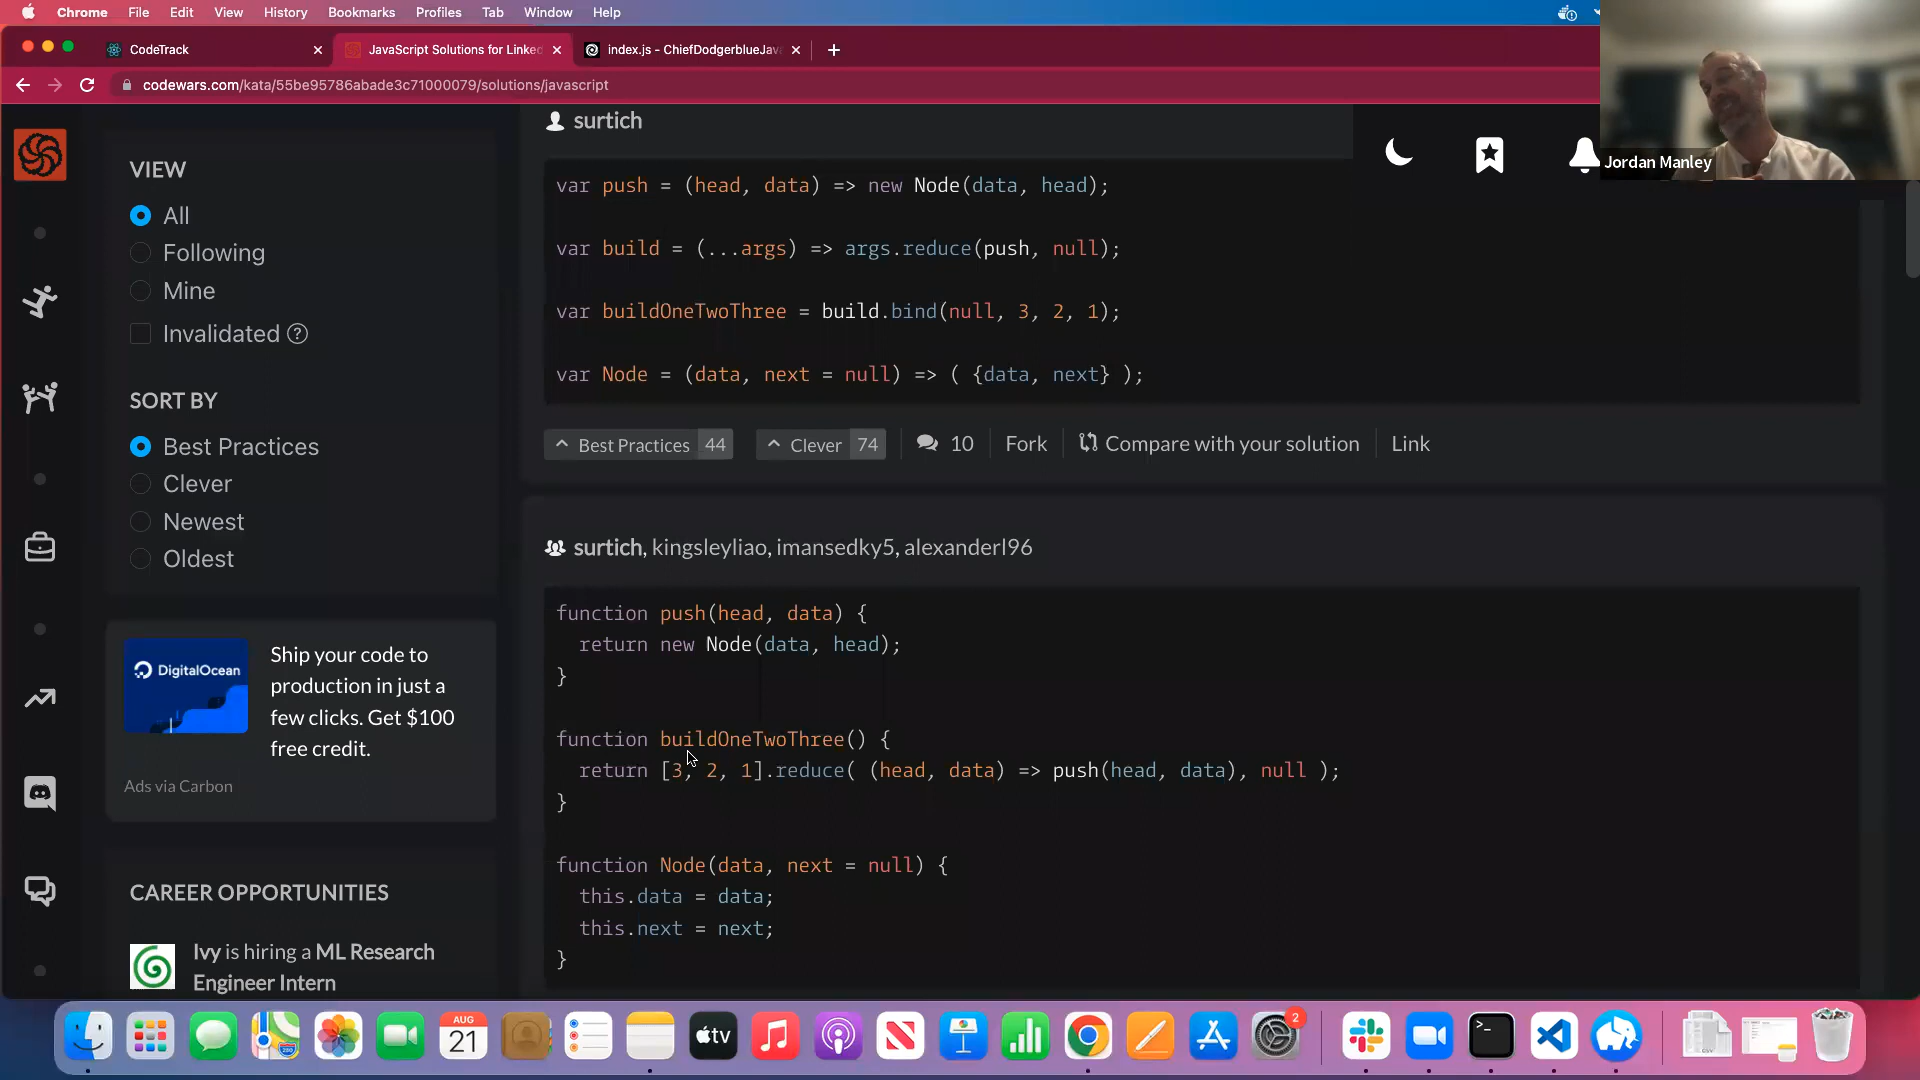 Chrome File Edit View History Bookmarks Profiles Tab Window Help
CodeTrack
JavaScript Solutions for Linke
index.js - ChiefDodgerblueJav
codewars.com/kata/55be95786abade3c71000079/solutions/javascript
Jordan Manley
VIEW
All
Following
Mine
Invalidated
SORT BY
Best Practices
Clever
Newest
Oldest
DigitalOcean
Ship your code to
production in just a
few clicks. Get $100
free credit.
Ads via Carbon
CAREER OPPORTUNITIES
Ivy is hiring a ML Research
Engineer Intern
surtich
var push = (head, data) => new Node(data, head);
var build = (...args) => args.reduce(push, null);
var buildOneTwoThree = build.bind(null, 3, 2, 1);
var Node = (data, next = null) => ( {data, next} );
Best Practices 44 Clever 74 10 Fork Compare with your solution Link
surtich, kingsleyliao, imansedky5, alexanderl96
function push(head, data) {
return new Node(data, head);
}
function buildOneTwoThree() {
return [3, 2, 1].reduce( (head, data) => push(head, data), null );
}
function Node(data, next = null) {
this.data = data;
this.next = next;
}
AUG
21
tv
2